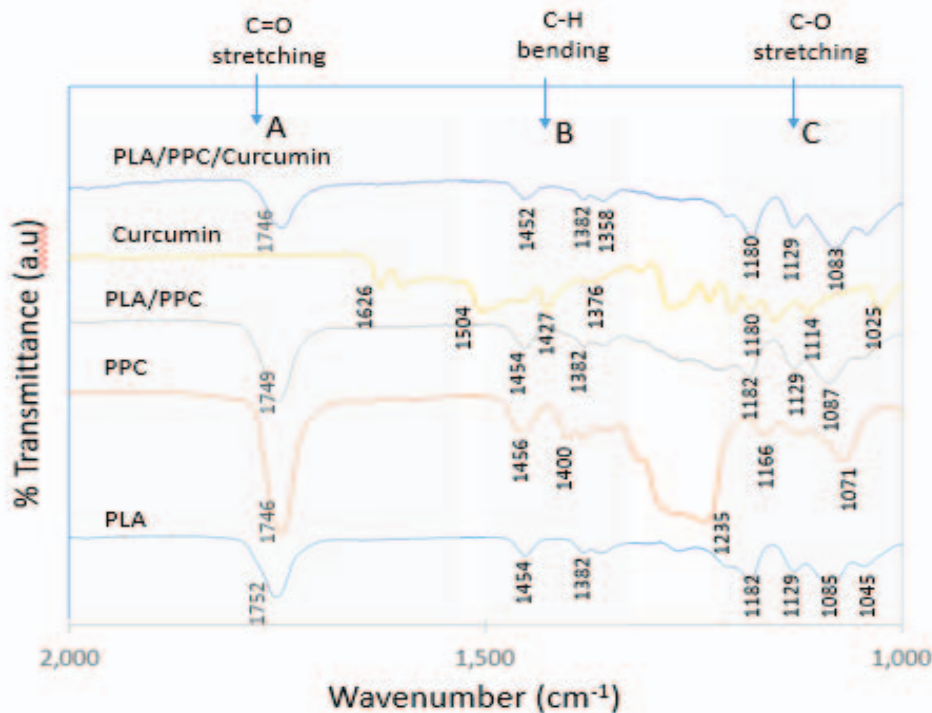 C=O
stretching
C-H
bending
C-O
stretching
A
B
C
PLA/PPC/Curcumin
1746
1452
1382
1358
1180
1129
1083
Curcumin
1626
1504
1427
1376
1180
1114
1025
PLA/PPC
1749
1454
1382
1182
1129
1087
PPC
1746
1456
1400
1235
1166
1071
PLA
1752
1454
1382
1182
1129
1085
1045
% Transmittance (a.u)
2,000
1,500
1,000
Wavenumber (cm⁻¹)